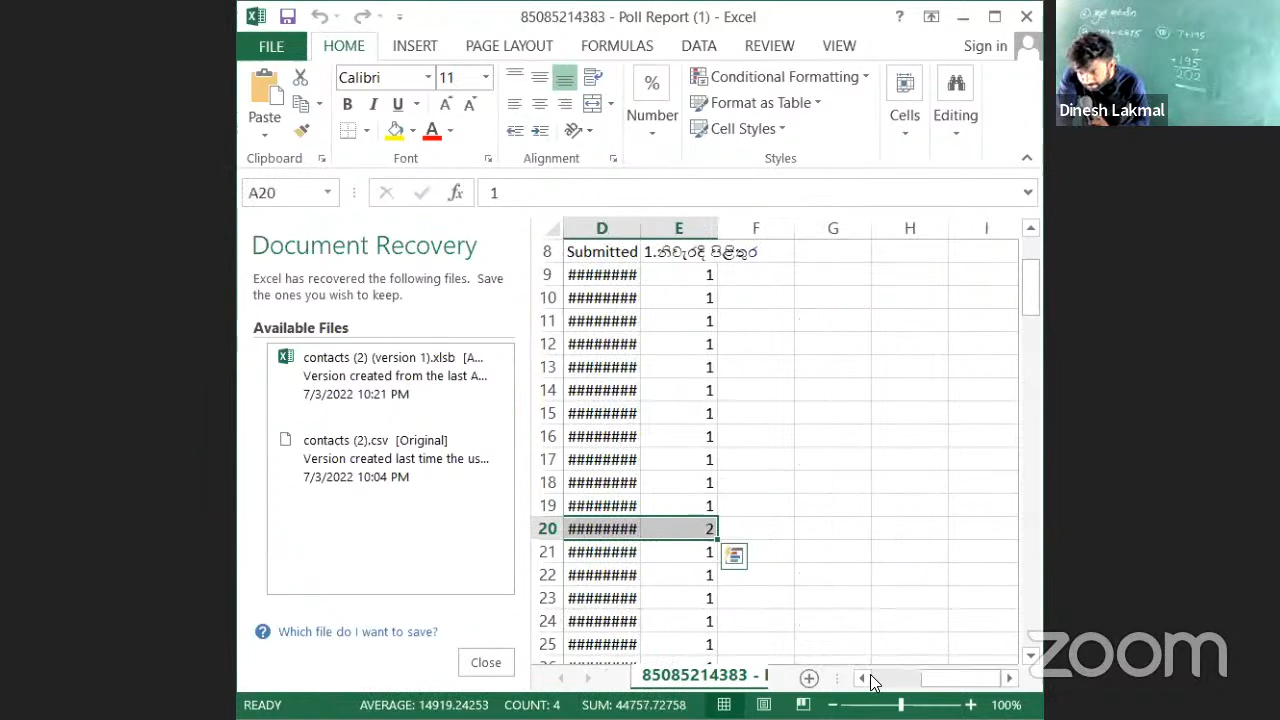 85085214383 - Poll Report (1) - Excel
FILE HOME INSERT PAGE LAYOUT FORMULAS DATA REVIEW VIEW Sign in
Paste
Clipboard
Calibri 11
B I U A A
A
Font
Alignment
%
Number
Conditional Formatting
Format as Table
Cell Styles
Styles
Cells
Editing
A20 fx 1
Document Recovery
Excel has recovered the following files. Save
the ones you wish to keep.
Available Files
contacts (2) (version 1).xlsb [A...
Version created from the last A...
7/3/2022 10:21 PM
contacts (2).csv [Original]
Version created last time the us...
7/3/2022 10:04 PM
Which file do I want to save?
Close
D E F G H I
8 Submitted 1.නිවැරදි පිළිතුර
9 ######## 1
10 ######## 1
11 ######## 1
12 ######## 1
13 ######## 1
14 ######## 1
15 ######## 1
16 ######## 1
17 ######## 1
18 ######## 1
19 ######## 1
20 ######## 2
21 ######## 1
22 ######## 1
23 ######## 1
24 ######## 1
25 ######## 1
85085214383 - 
READY AVERAGE: 14919.24253 COUNT: 4 SUM: 44757.72758 100%
7+195
7
+195
202
Dinesh Lakmal
zoom